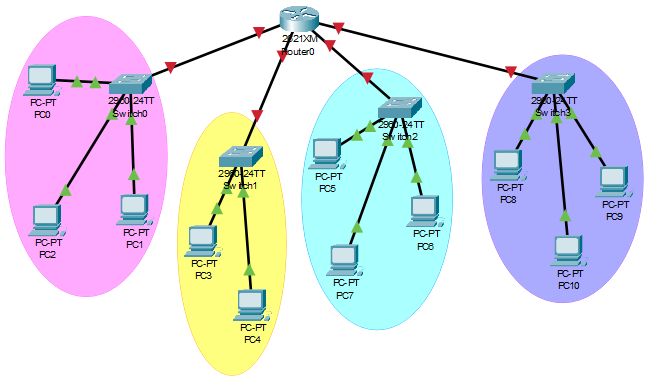 2621XM
Router0
2960-24TT
Switch0
PC-PT
PC0
PC-PT
PC1
PC-PT
PC2
2960-24TT
Switch1
PC-PT
PC3
PC-PT
PC4
2960-24TT
Switch2
PC-PT
PC5
PC-PT
PC6
PC-PT
PC7
2960-24TT
Switch3
PC-PT
PC8
PC-PT
PC9
PC-PT
PC10